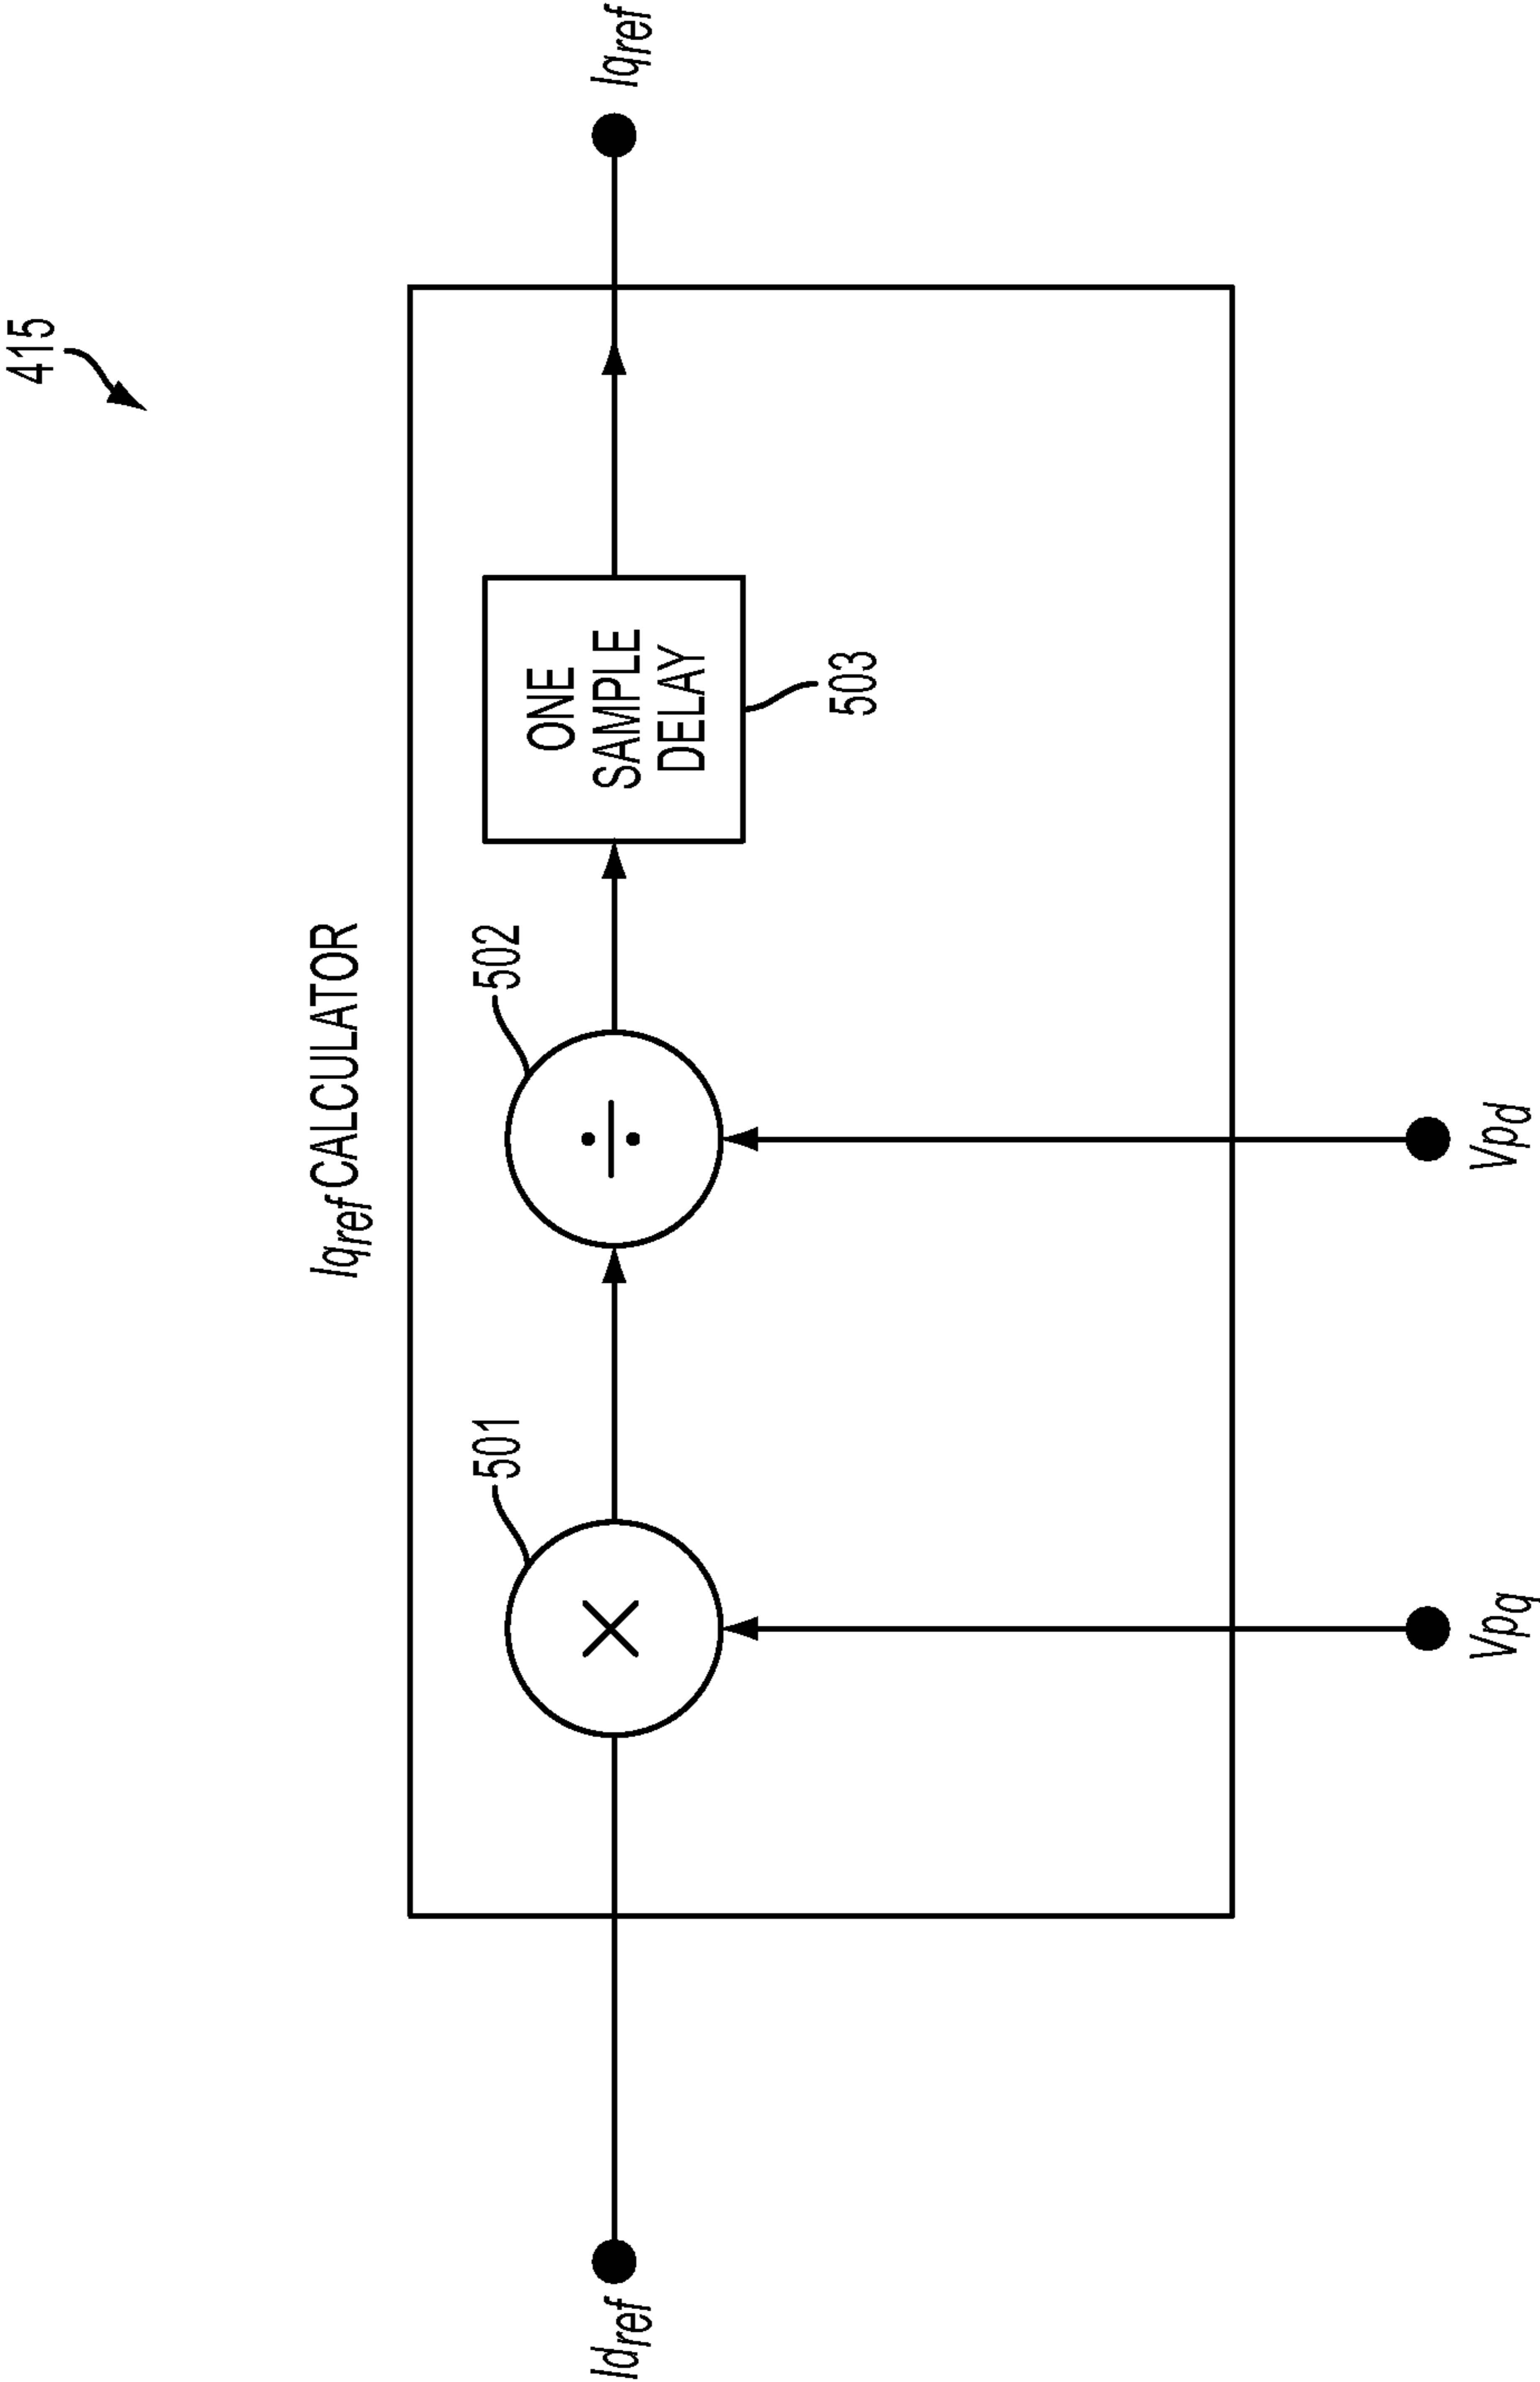 415
Iqref CALCULATOR
501
502
ONE
SAMPLE
DELAY
503
Idref
Iqref
Vpq
Vpd